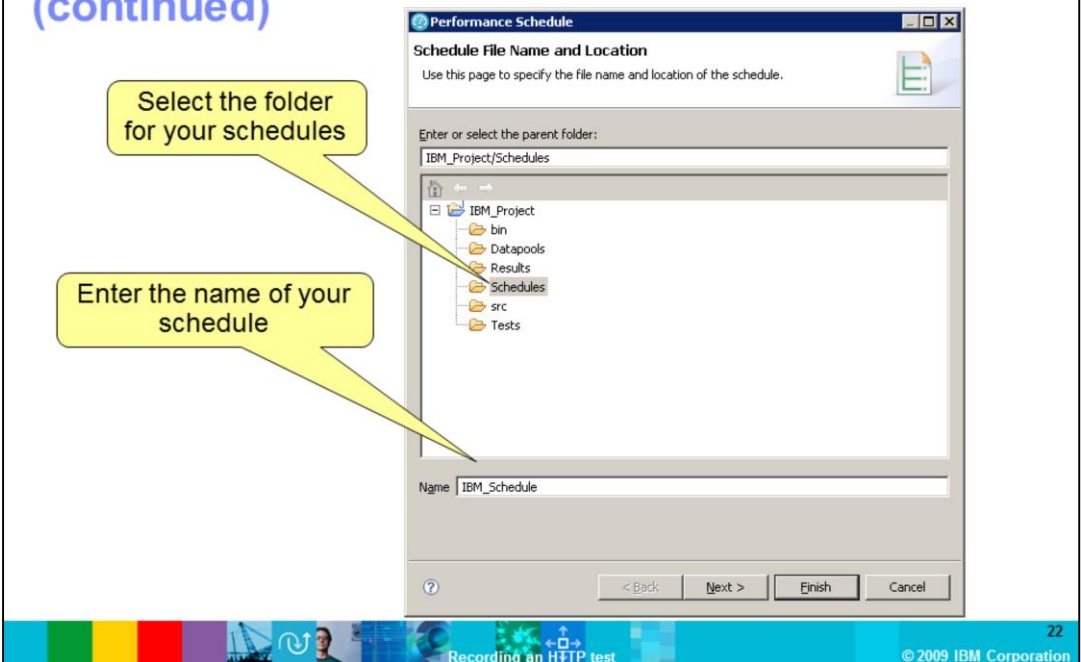 (continued)
Performance Schedule
Schedule File Name and Location
Use this page to specify the file name and location of the schedule.
Select the folder
for your schedules
Enter or select the parent folder:
IBM_Project/Schedules
IBM_Project
bin
Datapools
Results
Schedules
src
Tests
Enter the name of your
schedule
Name IBM_Schedule
< Back Next > Finish Cancel
Recording an HTTP test
22
© 2009 IBM Corporation